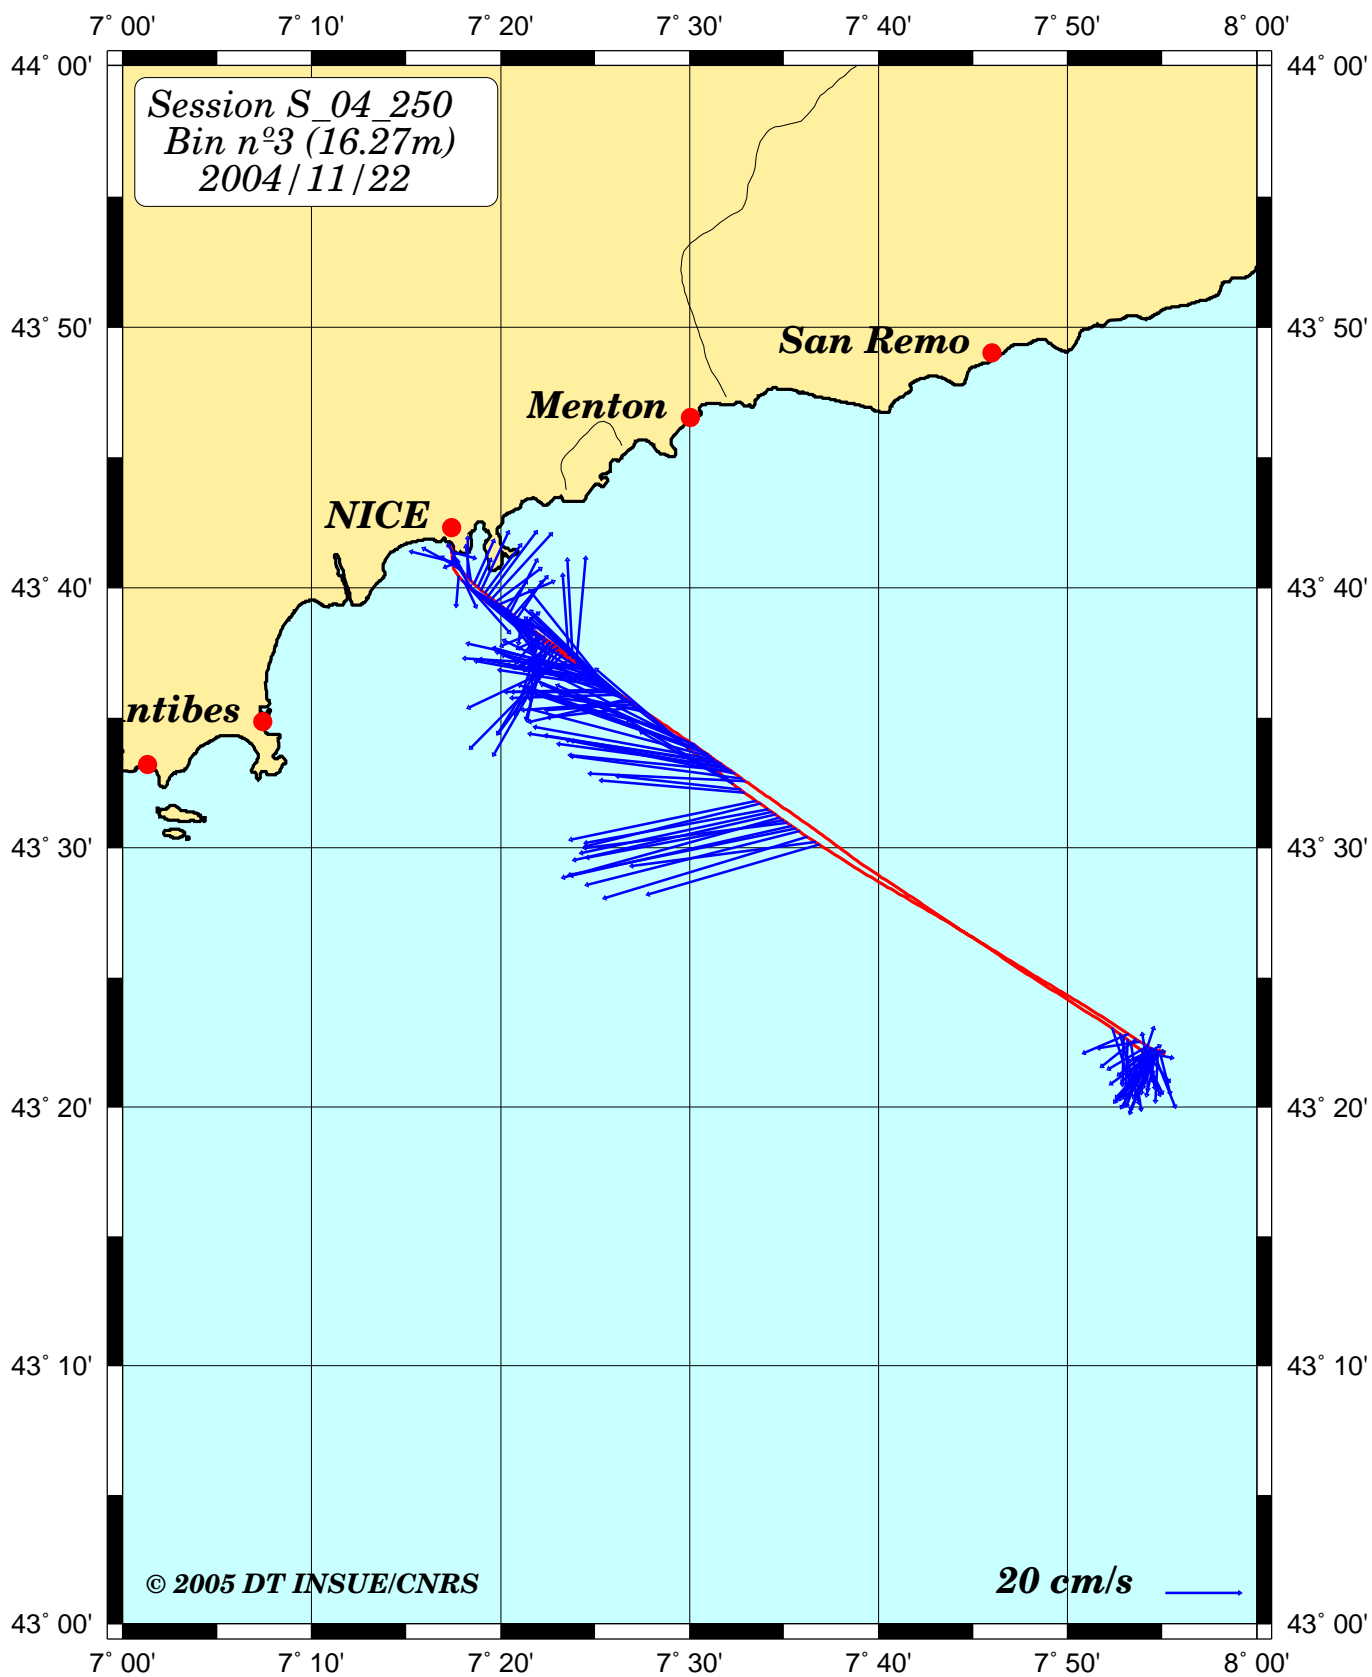 7° 00' 7° 10' 7° 20' 7° 30' 7° 40' 7° 50' 8° 00'
44° 00' 44° 00'
Session S_04_250
Bin nº3 (16.27m)
2004/11/22
43° 50' 43° 50'
San Remo
Menton
NICE
43° 40' 43° 40'
ntibes
43° 30' 43° 30'
43° 20' 43° 20'
43° 10' 43° 10'
© 2005 DT INSUE/CNRS
20 cm/s
43° 00' 43° 00'
7° 00' 7° 10' 7° 20' 7° 30' 7° 40' 7° 50' 8° 00'